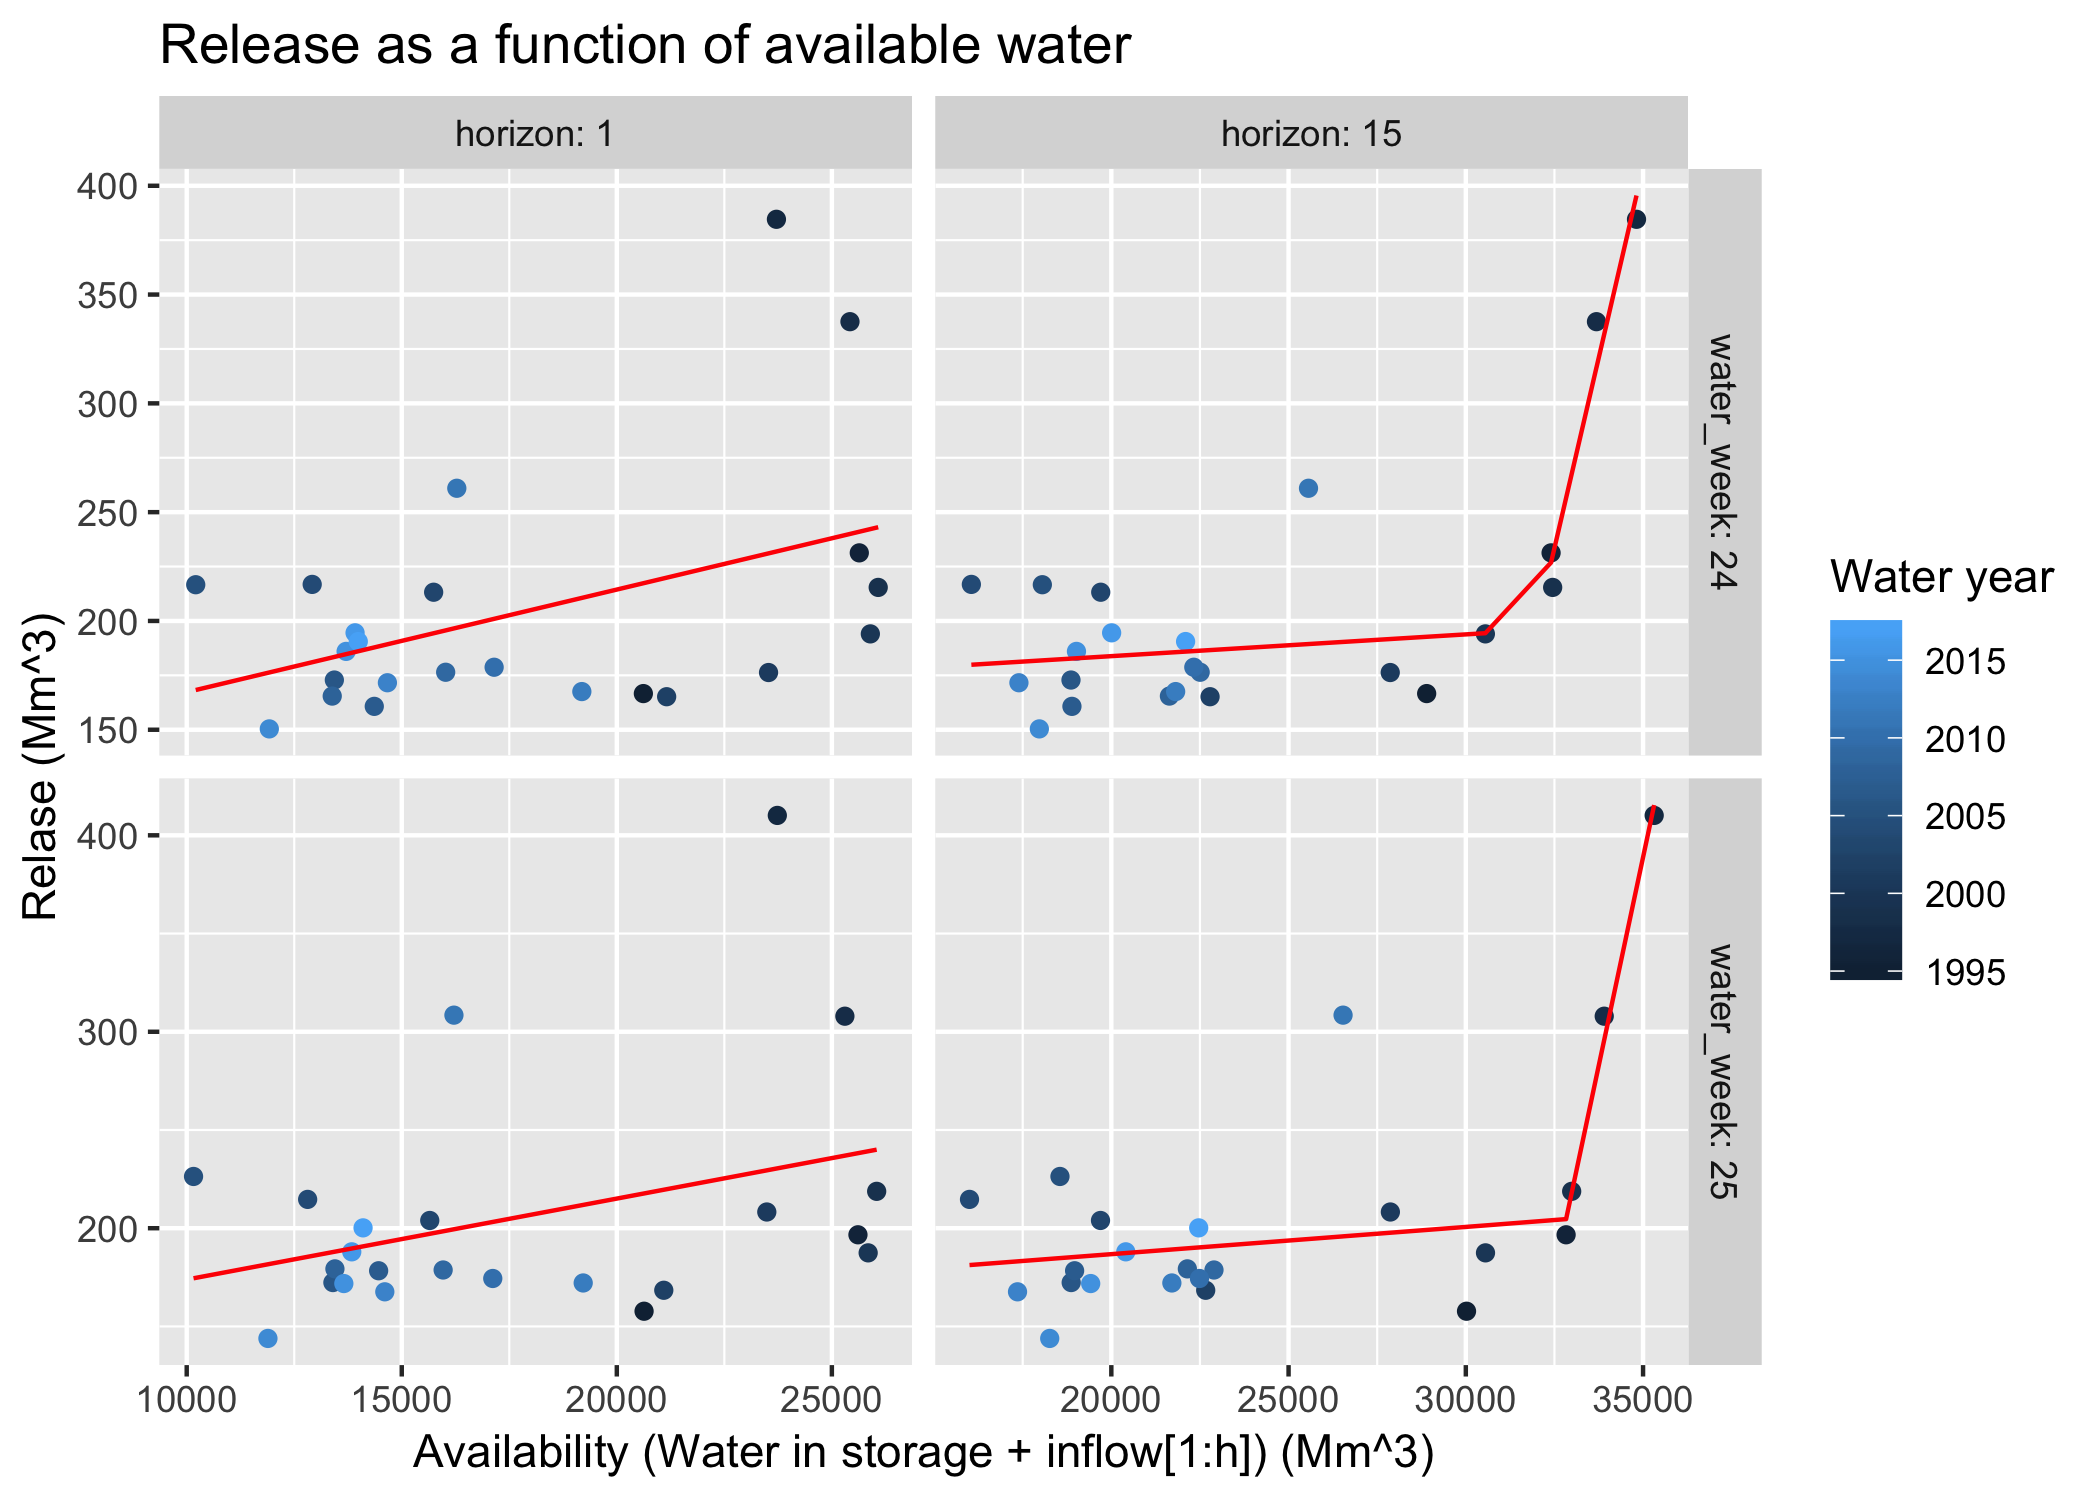 Release as a function of available water
horizon: 1
horizon: 15
400
350
300
250
200
150
water_week: 24
400
300
200
water_week: 25
10000
15000
20000
25000
20000
25000
30000
35000
Relase (Mm^3)
Availability (Water in storage + inflow[1:h]) (Mm^3)
Water year
2015
2010
2005
2000
1995